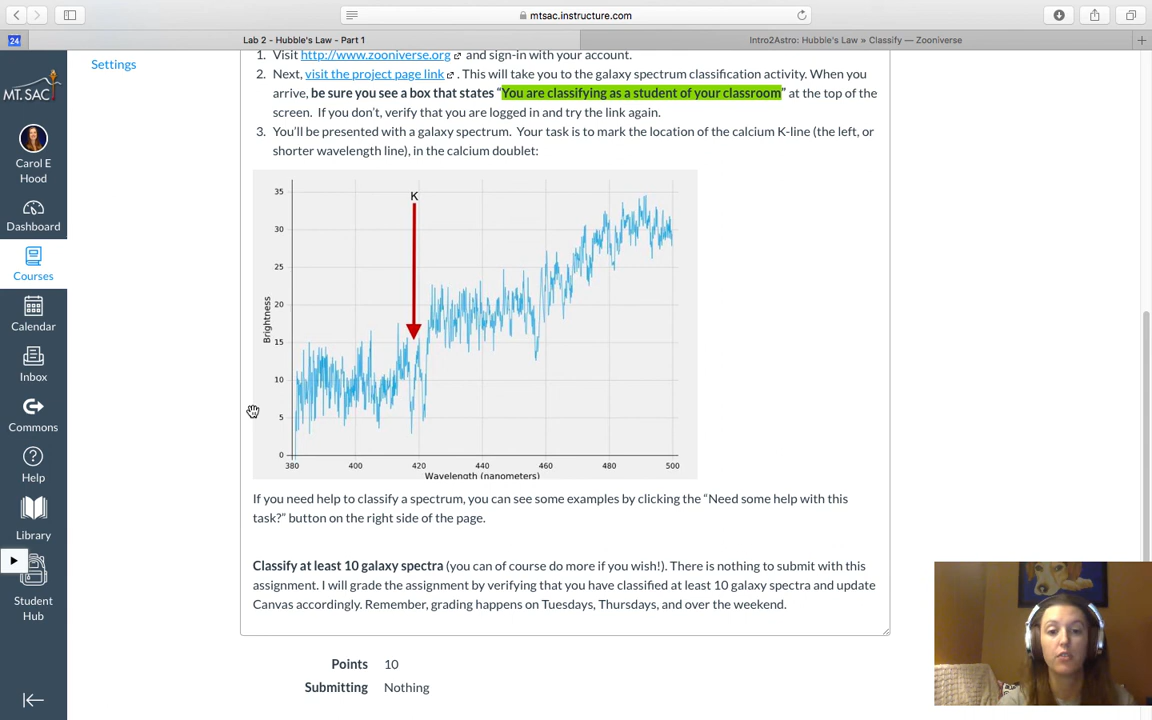 mtsac.instructure.com
24
Lab 2 - Hubble's Law - Part 1
Intro2Astro: Hubble's Law » Classify — Zooniverse
MT. SAC
Carol E
Hood
Dashboard
Courses
Calendar
Inbox
Commons
Help
Library
Student
Hub
Settings
1. Visit http://www.zooniverse.org and sign-in with your account.
2. Next, visit the project page link . This will take you to the galaxy spectrum classification activity. When you
arrive, be sure you see a box that states “You are classifying as a student of your classroom” at the top of the
screen. If you don't, verify that you are logged in and try the link again.
3. You'll be presented with a galaxy spectrum. Your task is to mark the location of the calcium K-line (the left, or
shorter wavelength line), in the calcium doublet:
K
35
30
25
20
15
10
5
0
Brightness
380 400 420 440 460 480 500
Wavelength (nanometers)
If you need help to classify a spectrum, you can see some examples by clicking the “Need some help with this
task?” button on the right side of the page.
Classify at least 10 galaxy spectra (you can of course do more if you wish!). There is nothing to submit with this
assignment. I will grade the assignment by verifying that you have classified at least 10 galaxy spectra and update
Canvas accordingly. Remember, grading happens on Tuesdays, Thursdays, and over the weekend.
Points 10
Submitting Nothing